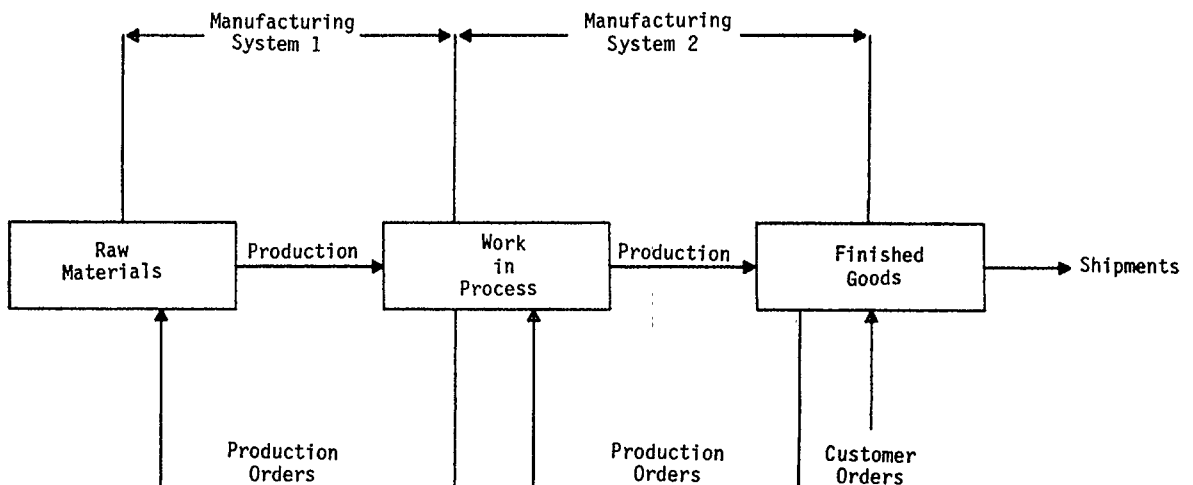 Manufacturing
System 1
Manufacturing
System 2
Raw
Materials
Production
Work
in
Process
Production
Finished
Goods
Shipments
Production
Orders
Production
Orders
Customer
Orders